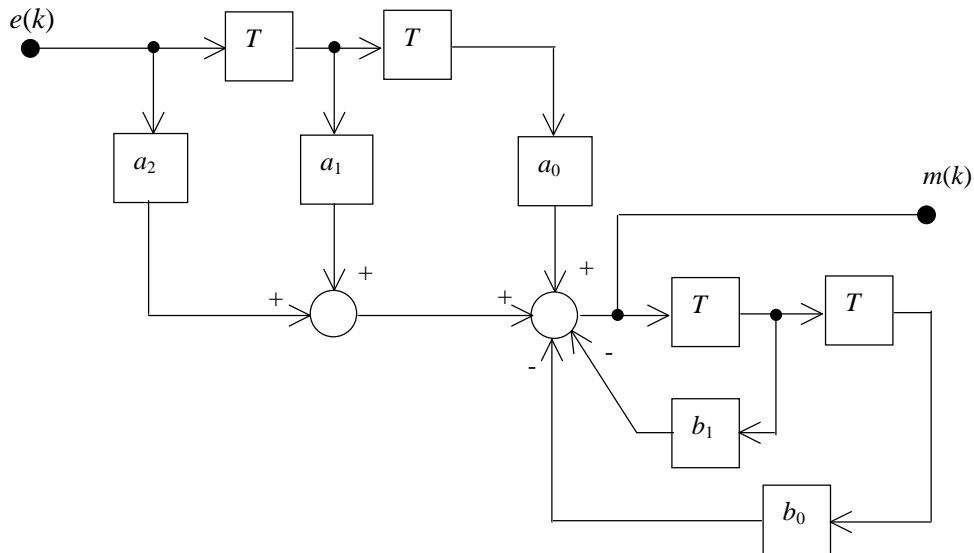 e(k)
T
T
a₂
a₁
a₀
m(k)
+
+
+
+
T
T
-
-
b₁
b₀